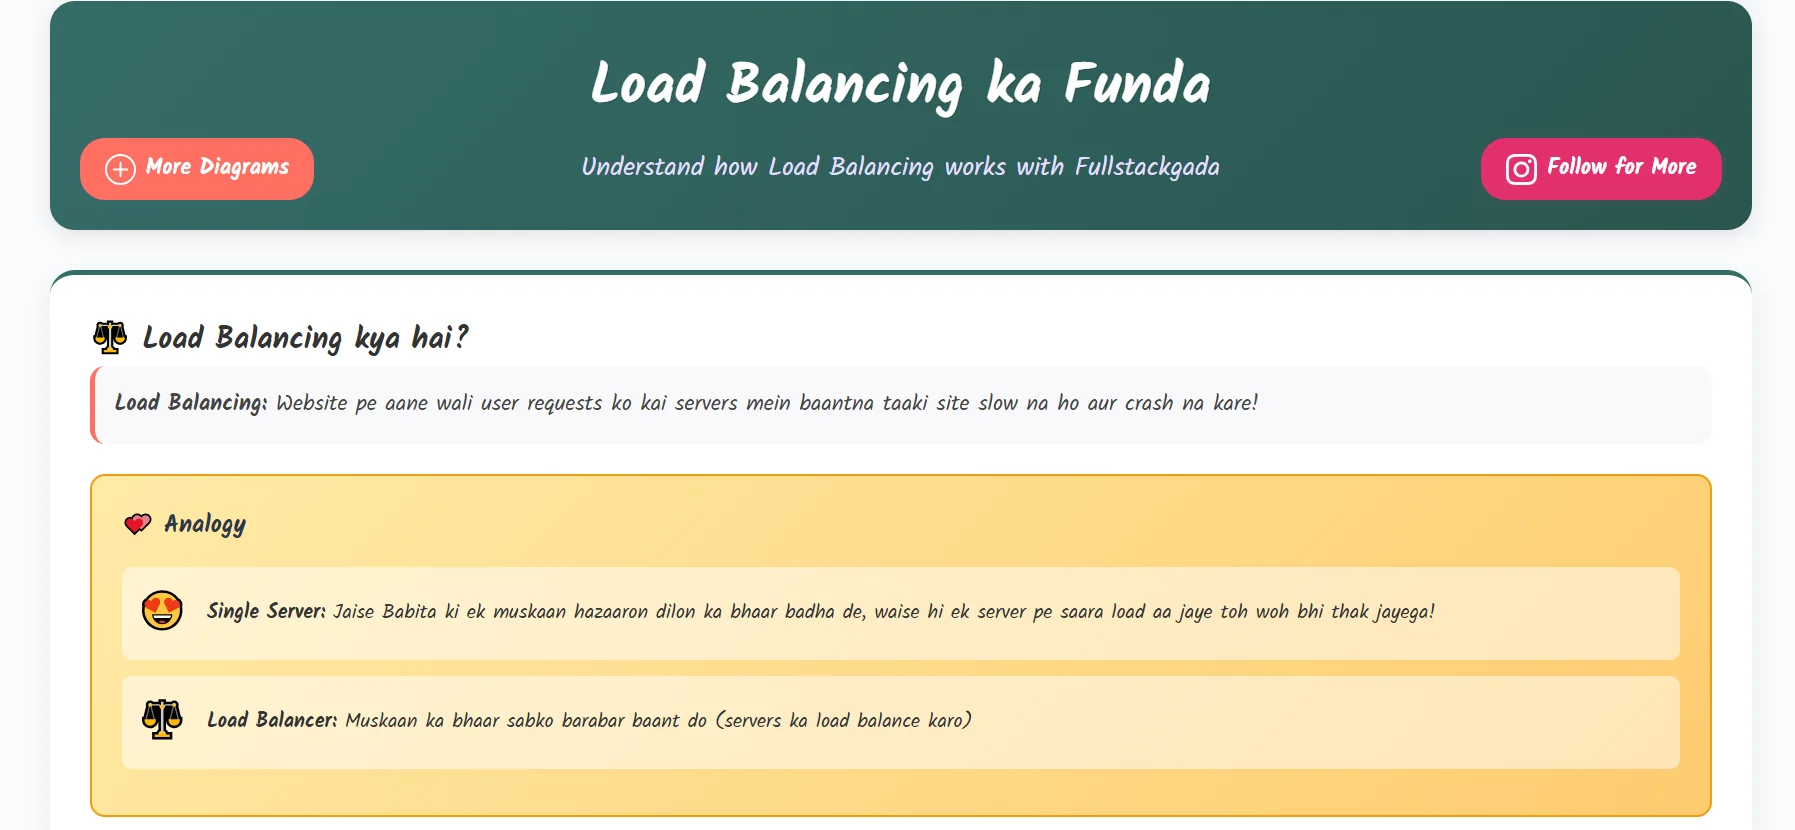 Load Balancing ka Funda
More Diagrams
Understand how Load Balancing works with Fullstackgada
Follow for More
Load Balancing kya hai?
Load Balancing: Website pe aane wali user requests ko kai servers mein baantna taaki site slow na ho aur crash na kare!
Analogy
Single Server: Jaise Babita ki ek muskaan hazaaron dilon ka bhaar badha de, waise hi ek server pe saara load aa jaye toh woh bhi thak jayega!
Load Balancer: Muskaan ka bhaar sabko barabar baant do (servers ka load balance karo)